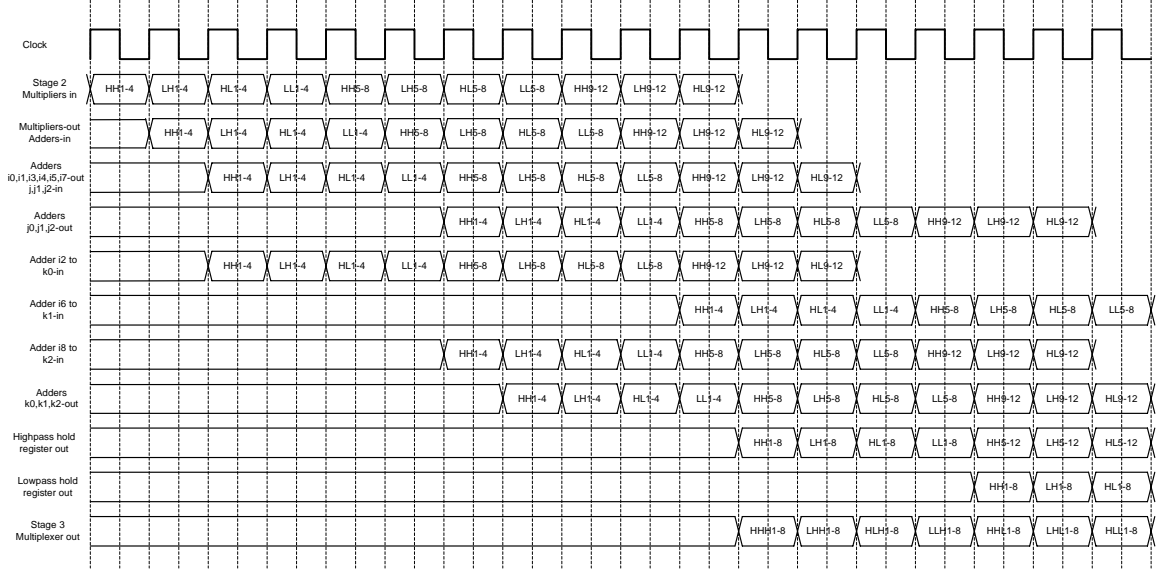 Clock
Stage 2
Multipliers in
HH1-4 LH1-4 HL1-4 LL1-4 HH5-8 LH5-8 HL5-8 LL5-8 HH9-12 LH9-12 HL9-12
Multipliers-out
Adders-in
HH1-4 LH1-4 HL1-4 LL1-4 HH5-8 LH5-8 HL5-8 LL5-8 HH9-12 LH9-12 HL9-12
Adders
i0,i1,i3,i4,i5,i7-out
j,j1,j2-in
HH1-4 LH1-4 HL1-4 LL1-4 HH5-8 LH5-8 HL5-8 LL5-8 HH9-12 LH9-12 HL9-12
Adders
j0,j1,j2-out
HH1-4 LH1-4 HL1-4 LL1-4 HH5-8 LH5-8 HL5-8 LL5-8 HH9-12 LH9-12 HL9-12
Adder i2 to
k0-in
HH1-4 LH1-4 HL1-4 LL1-4 HH5-8 LH5-8 HL5-8 LL5-8 HH9-12 LH9-12 HL9-12
Adder i6 to
k1-in
HH1-4 LH1-4 HL1-4 LL1-4 HH5-8 LH5-8 HL5-8 LL5-8
Adder i8 to
k2-in
HH1-4 LH1-4 HL1-4 LL1-4 HH5-8 LH5-8 HL5-8 LL5-8 HH9-12 LH9-12 HL9-12
Adders
k0,k1,k2-out
HH1-4 LH1-4 HL1-4 LL1-4 HH5-8 LH5-8 HL5-8 LL5-8 HH9-12 LH9-12 HL9-12
Highpass hold
register out
HH1-8 LH1-8 HL1-8 LL1-8 HH5-12 LH5-12 HL5-12
Lowpass hold
register out
HH1-8 LH1-8 HL1-8
Stage 3
Multiplexer out
HHH1-8 LHH1-8 HLH1-8 LLH1-8 HHL1-8 LHL1-8 HLL1-8